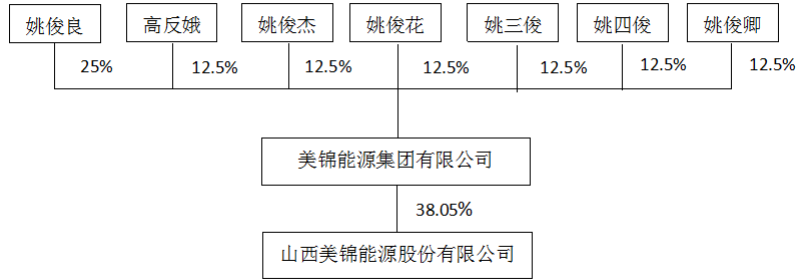 姚俊良 高反娥 姚俊杰 姚俊花 姚三俊 姚四俊 姚俊卿
25% 12.5% 12.5% 12.5% 12.5% 12.5% 12.5%
美锦能源集团有限公司
38.05%
山西美锦能源股份有限公司